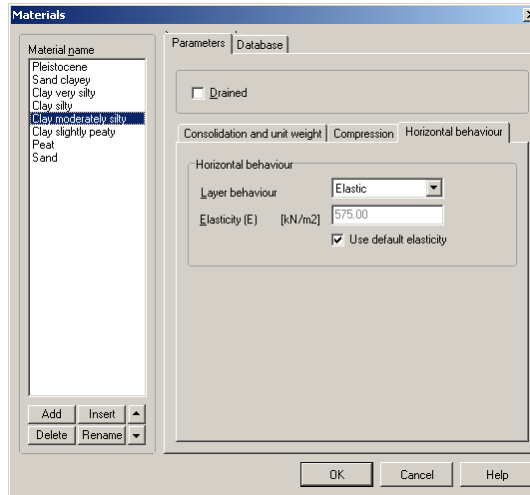 Materials
Material name
Pleistocene
Sand clayey
Clay very silty
Clay silty
Clay moderately silty
Clay slightly peaty
Peat
Sand
Add Insert
Delete Rename
Parameters Database
Drained
Consolidation and unit weight Compression Horizontal behaviour
Horizontal behaviour
Layer behaviour Elastic
Elasticity (E) [kN/m2] 575.00
Use default elasticity
OK Cancel Help